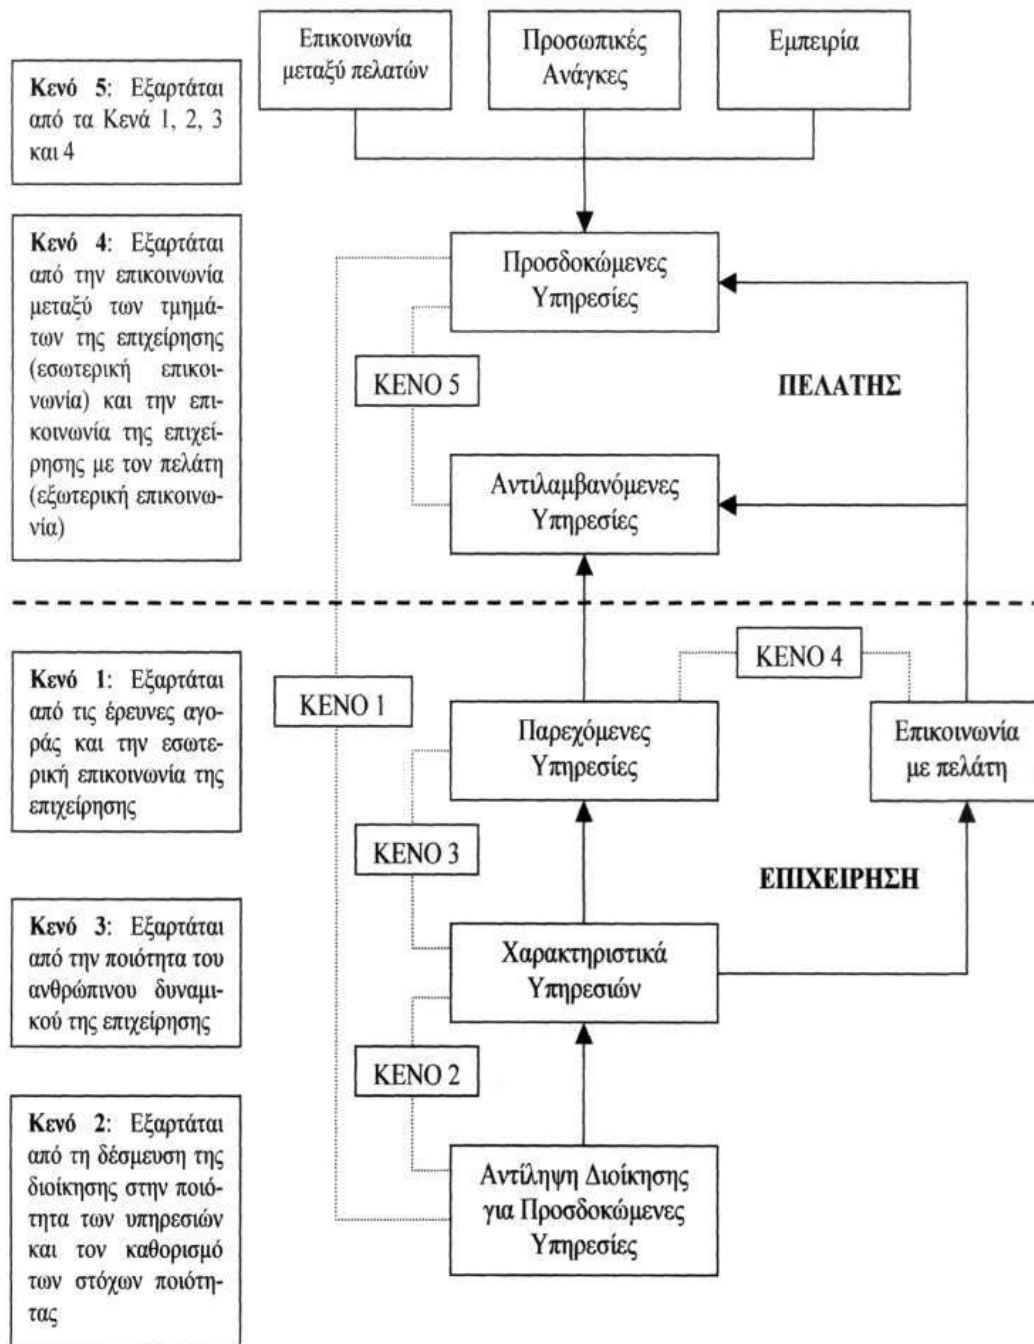 Επικοινωνία
μεταξύ πελατών
Προσωπικές
Ανάγκες
Εμπειρία
Κενό 5: Εξαρτάται
από τα Κενά 1, 2, 3
και 4
Κενό 4: Εξαρτάται
από την επικοινωνία
μεταξύ των τμημά-
των της επιχείρησης
(εσωτερική επικοι-
νωνία) και την επι-
κοινωνία της επιχεί-
ρησης με τον πελάτη
(εξωτερική επικοινω-
νία)
Προσδοκώμενες
Υπηρεσίες
ΚΕΝΟ 5
ΠΕΛΑΤΗΣ
Αντιλαμβανόμενες
Υπηρεσίες
Κενό 1: Εξαρτάται
από τις έρευνες αγο-
ράς και την εσωτε-
ρική επικοινωνία της
επιχείρησης
ΚΕΝΟ 1
ΚΕΝΟ 4
Παρεχόμενες
Υπηρεσίες
Επικοινωνία
με πελάτη
ΚΕΝΟ 3
ΕΠΙΧΕΙΡΗΣΗ
Κενό 3: Εξαρτάται
από την ποιότητα του
ανθρώπινου δυναμι-
κού της επιχείρησης
Χαρακτηριστικά
Υπηρεσιών
ΚΕΝΟ 2
Κενό 2: Εξαρτάται
από τη δέσμευση της
διοίκησης στην ποιό-
τητα των υπηρεσιών
και τον καθορισμό
των στόχων ποιότη-
τας
Αντίληψη Διοίκησης
για Προσδοκώμενες
Υπηρεσίες